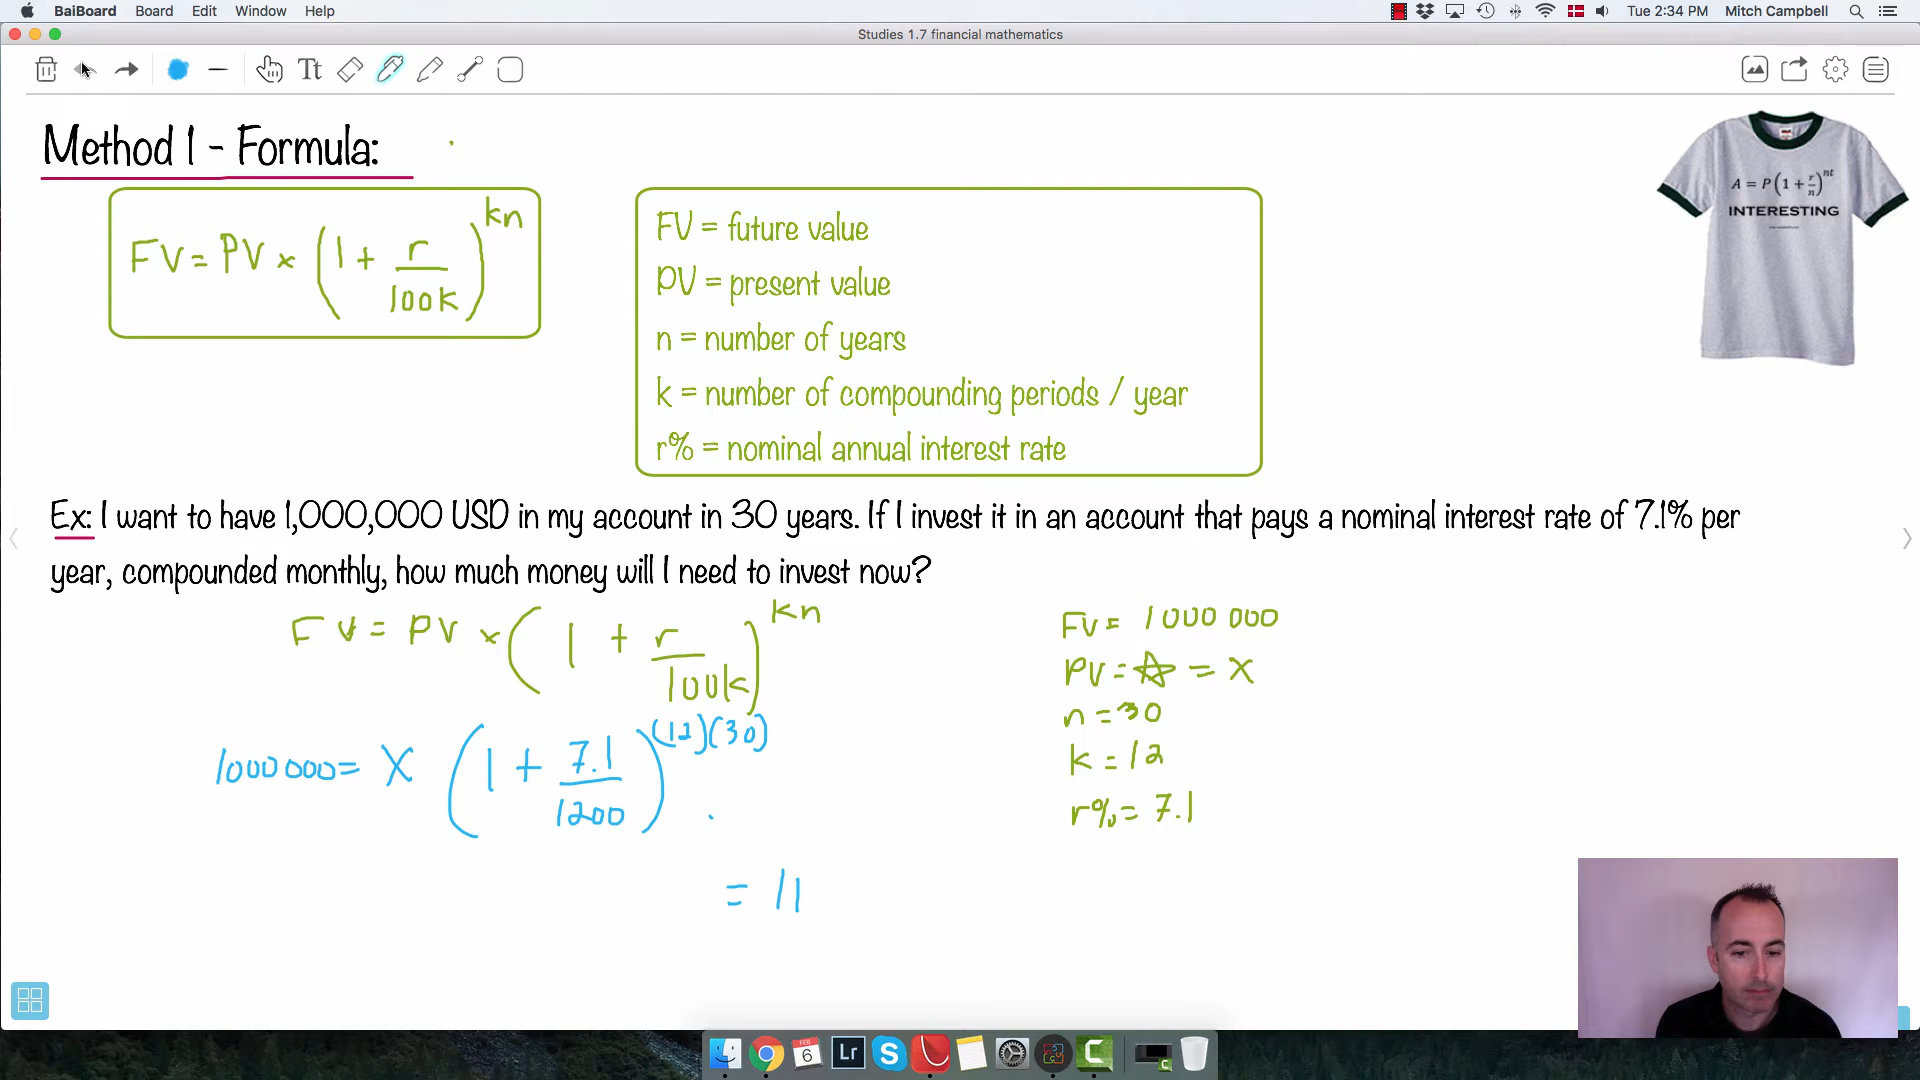 BaiBoard Board Edit Window Help
Tue 2:34 PM Mitch Campbell
Studies 1.7 financial mathematics
Tt
Method 1 - Formula:
FV = PV × (1 + r/100k)^kn
FV = future value
PV = present value
n = number of years
k = number of compounding periods / year
r% = nominal annual interest rate
A = P(1 + r/n)^nt
INTERESTING
Ex: I want to have 1,000,000 USD in my account in 30 years. If I invest it in an account that pays a nominal interest rate of 7.1% per
year, compounded monthly, how much money will I need to invest now?
FV = PV × (1 + r/100k)^kn
1000 000 = X (1 + 7.1/1200)^(12)(30)
= 11
FV = 1000 000
PV = ☆ = X
n = 30
k = 12
r% = 7.1
FEB
6
Lr